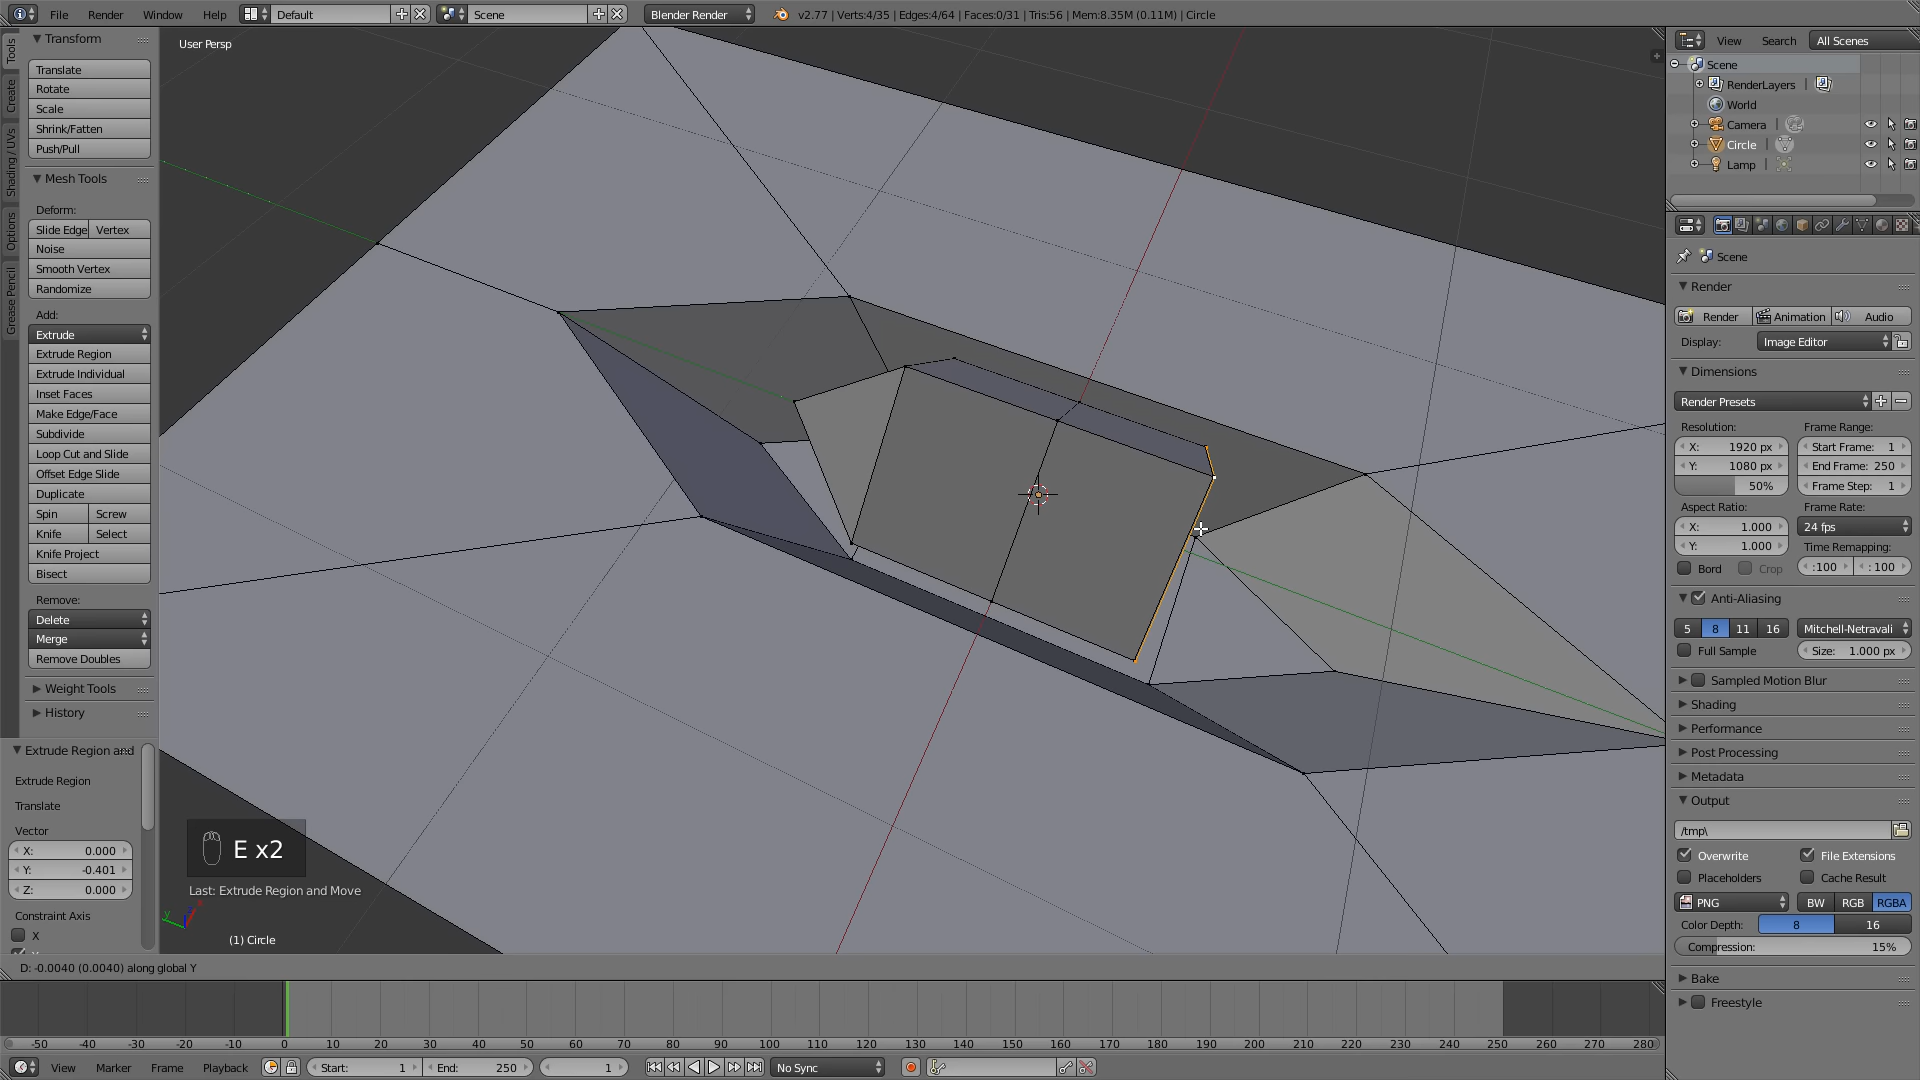 File Render Window Help Default Scene Blender Render v2.77 | Verts:4/35 | Edges:4/64 | Faces:0/31 | Tris:56 | Mem:8.35M (0.11M) | Circle
Tools
Create
Shading / UVs
Options
Grease Pencil
Transform
Translate
Rotate
Scale
Shrink/Fatten
Push/Pull
Mesh Tools
Deform:
Slide Edge Vertex
Noise
Smooth Vertex
Randomize
Add:
Extrude
Extrude Region
Extrude Individual
Inset Faces
Make Edge/Face
Subdivide
Loop Cut and Slide
Offset Edge Slide
Duplicate
Spin Screw
Knife Select
Knife Project
Bisect
Remove:
Delete
Merge
Remove Doubles
Weight Tools
History
Extrude Region and
Extrude Region
Translate
Vector
X: 0.000
Y: -0.401
Z: 0.000
Constraint Axis
X
User Persp
E x2
Last: Extrude Region and Move
y
(1) Circle
D: -0.0040 (0.0040) along global Y
View Search All Scenes
Scene
RenderLayers |
World
Camera |
Circle |
Lamp |
Scene
Render
Render Animation Audio
Display: Image Editor
Dimensions
Render Presets
Resolution: Frame Range:
X: 1920 px Start Frame: 1
Y: 1080 px End Frame: 250
50% Frame Step: 1
Aspect Ratio: Frame Rate:
X: 1.000 24 fps
Y: 1.000 Time Remapping:
Bord Crop :100 : 100
Anti-Aliasing
5 8 11 16 Mitchell-Netravali
Full Sample Size: 1.000 px
Sampled Motion Blur
Shading
Performance
Post Processing
Metadata
Output
/tmp\
Overwrite File Extensions
Placeholders Cache Result
PNG BW RGB RGBA
Color Depth: 8 16
Compression: 15%
Bake
Freestyle
-50 -40 -30 -20 -10 0 10 20 30 40 50 60 70 80 90 100 110 120 130 140 150 160 170 180 190 200 210 220 230 240 250 260 270 280
View Marker Frame Playback Start: 1 End: 250 1 No Sync